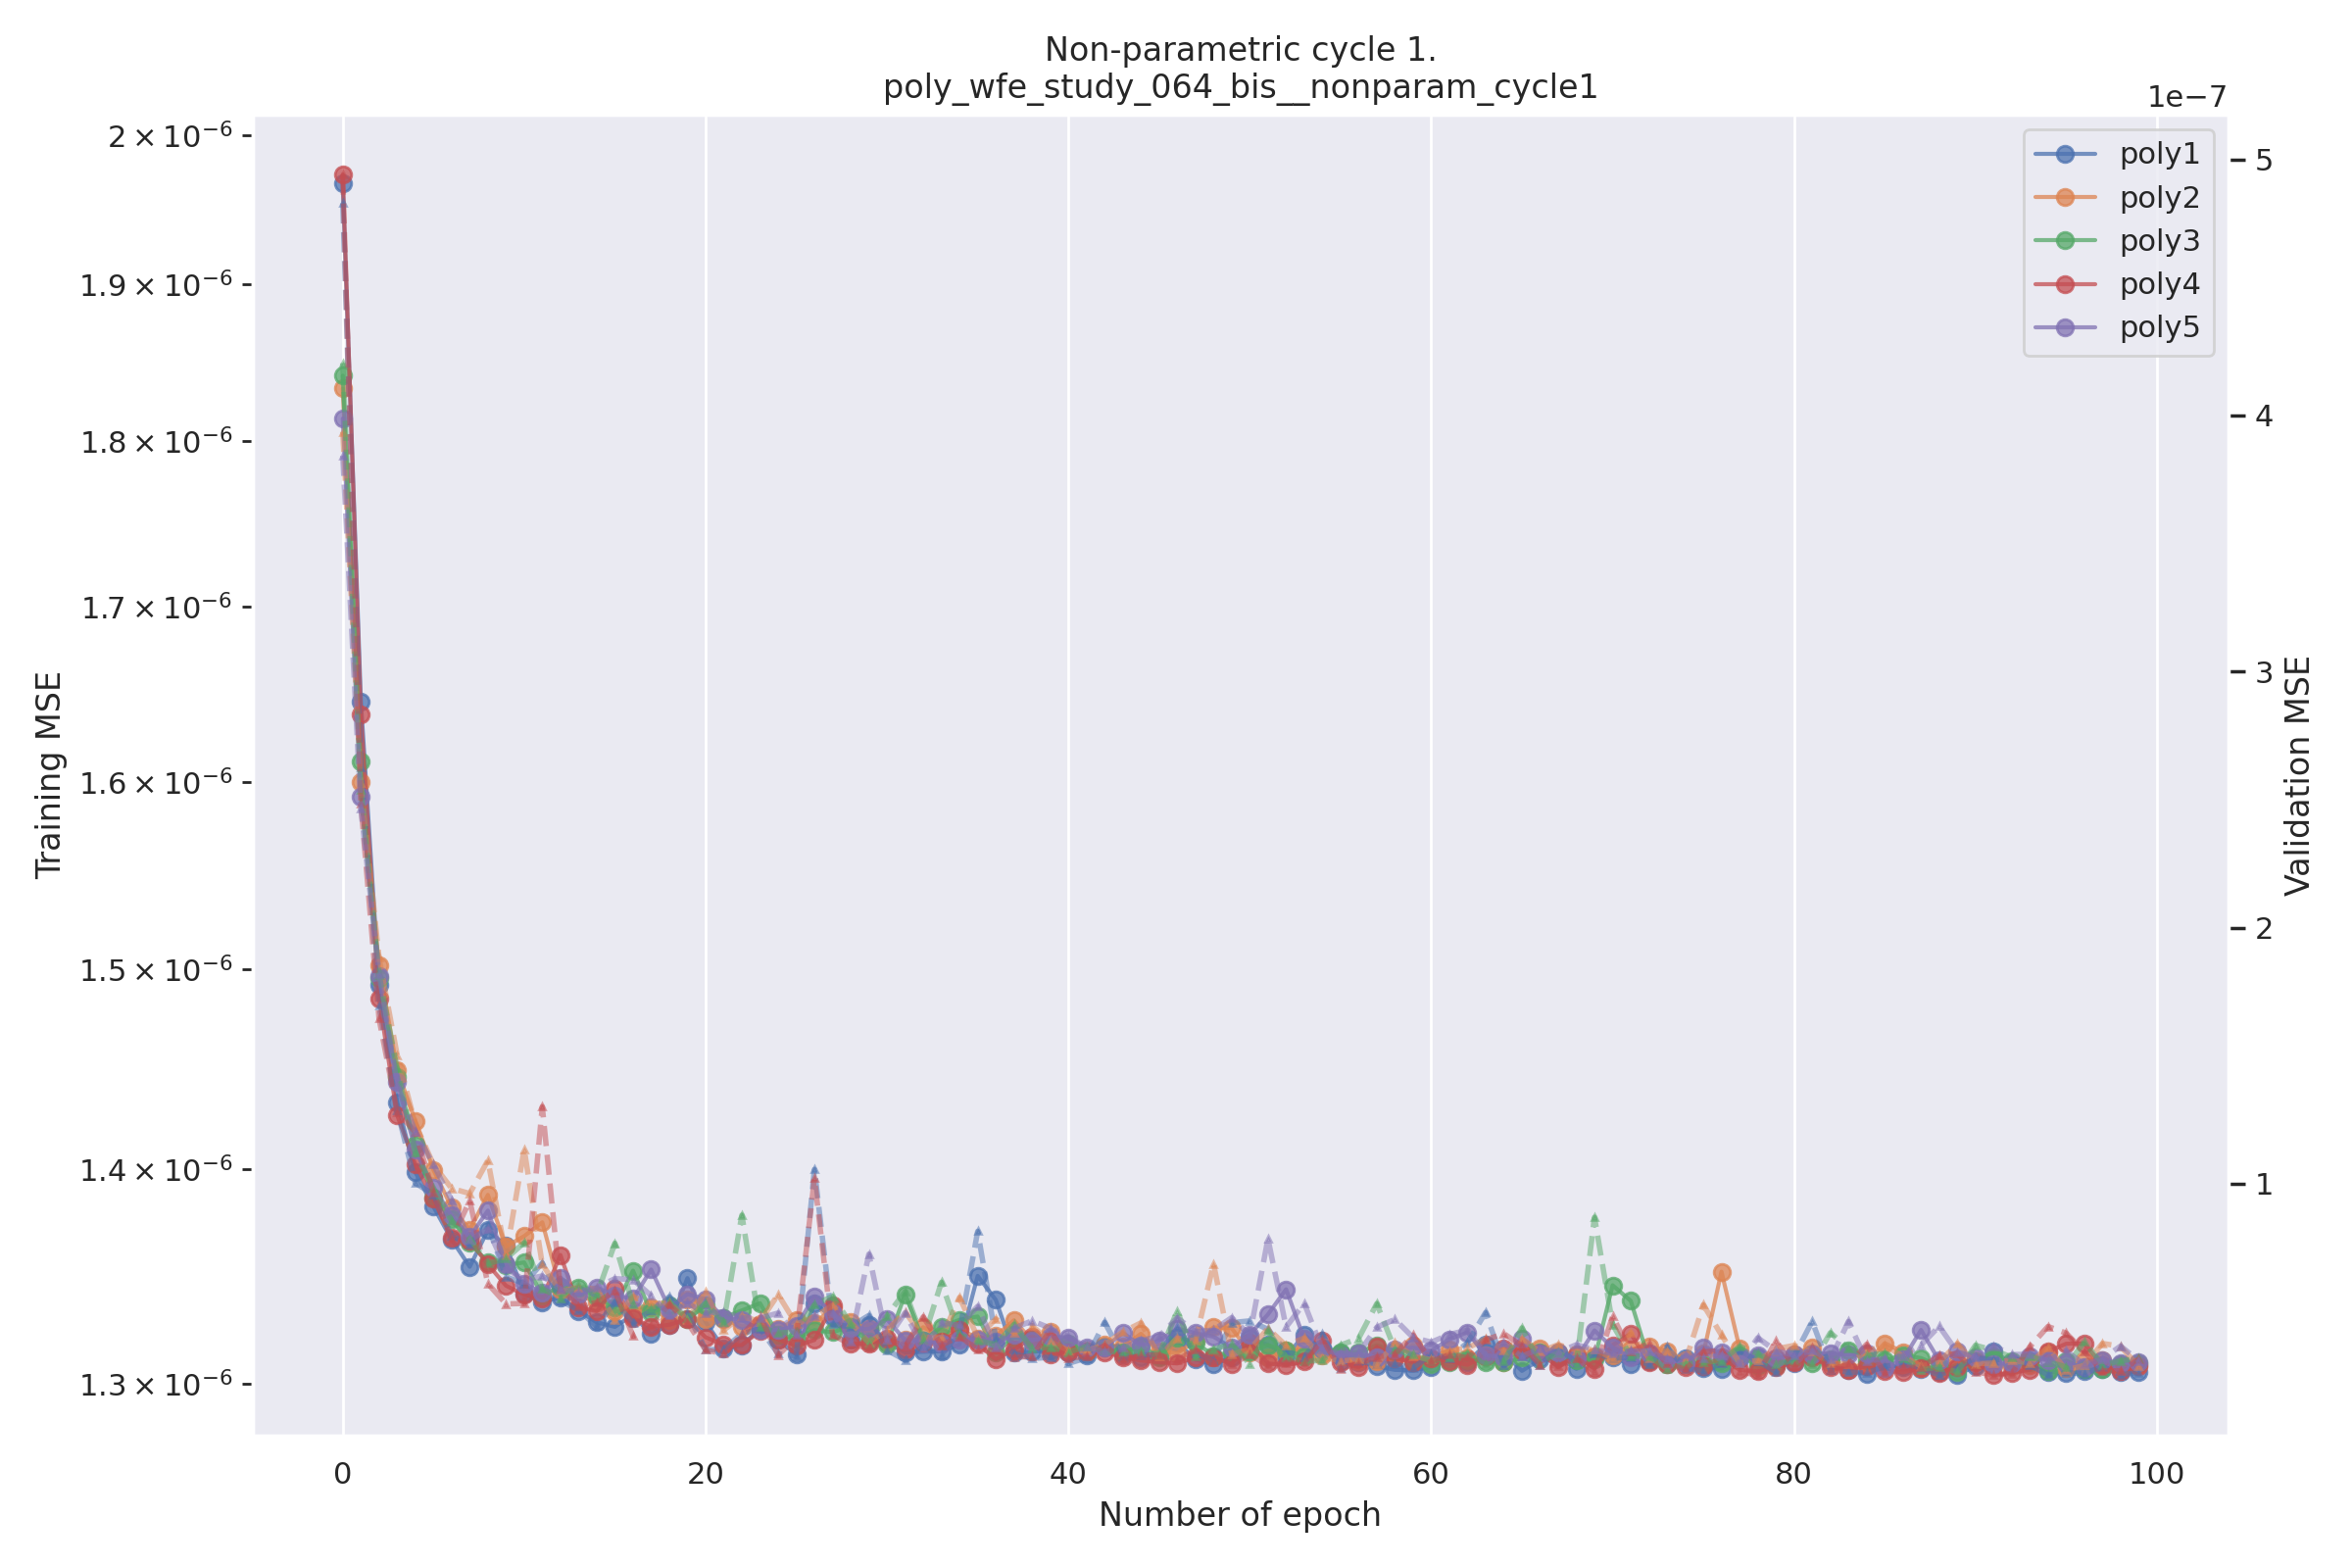 Non-parametric cycle 1.
poly_wfe_study_064_bis__nonparam_cycle1
1e−7
2 × 10⁻⁶
1.9 × 10⁻⁶
1.8 × 10⁻⁶
1.7 × 10⁻⁶
1.6 × 10⁻⁶
1.5 × 10⁻⁶
1.4 × 10⁻⁶
1.3 × 10⁻⁶
Training MSE
poly1
poly2
poly3
poly4
poly5
5
4
3
2
1
Validation MSE
0 20 40 60 80 100
Number of epoch